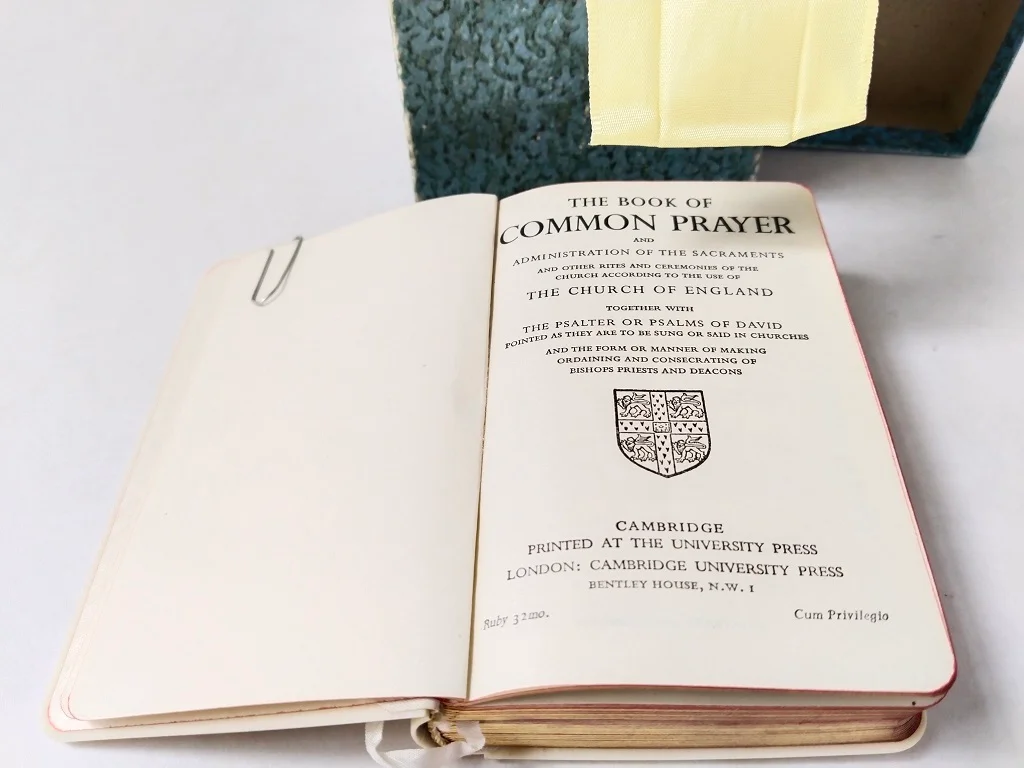 THE BOOK OF
COMMON PRAYER
AND
ADMINISTRATION OF THE SACRAMENTS
AND OTHER RITES AND CEREMONIES OF THE
CHURCH ACCORDING TO THE USE OF
THE CHURCH OF ENGLAND
TOGETHER WITH
THE PSALTER OR PSALMS OF DAVID
POINTED AS THEY ARE TO BE SUNG OR SAID IN CHURCHES
AND THE FORM OR MANNER OF MAKING
ORDAINING AND CONSECRATING OF
BISHOPS PRIESTS AND DEACONS
CAMBRIDGE
PRINTED AT THE UNIVERSITY PRESS
LONDON: CAMBRIDGE UNIVERSITY PRESS
BENTLEY HOUSE, N.W. 1
Ruby 32mo. Cum Privilegio